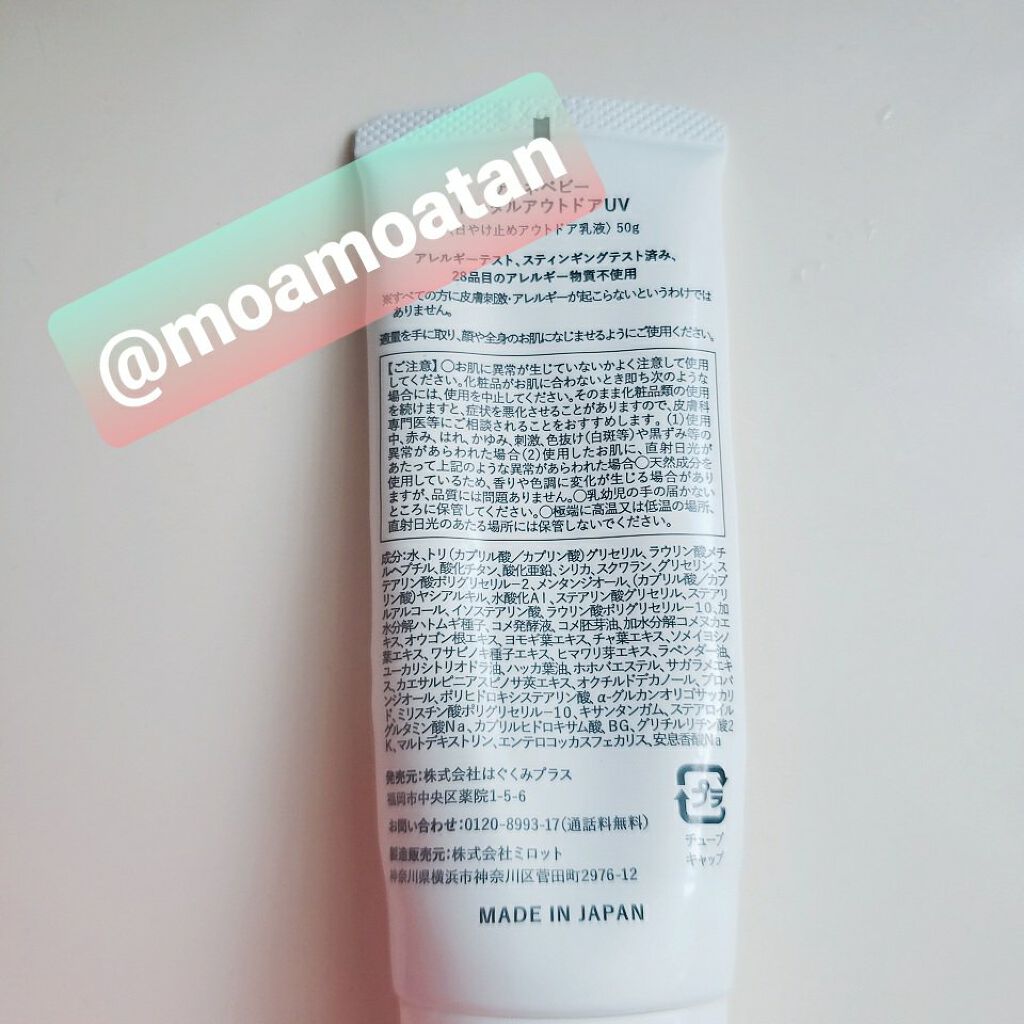 @moamoatan
ベビー
タルアウトドアUV
〈日やけ止めアウトドア乳液〉 50g
アレルギーテスト、スティンギングテスト済み、
28品目のアレルギー物質不使用
※すべての方に皮膚刺激・アレルギーが起こらないというわけでは
ありません。
適量を手に取り、顔や全身のお肌になじませるようにご使用ください。
【ご注意】〇お肌に異常が生じていないかよく注意して使用
してください。化粧品がお肌に合わないとき即ち次のような
場合には、使用を中止してください。そのまま化粧品類の使用
を続けますと、症状を悪化させることがありますので、皮膚科
専門医等にご相談されることをおすすめします。(1)使用
中、赤み、はれ、かゆみ、刺激、色抜け(白斑等)や黒ずみ等の
異常があらわれた場合(2)使用したお肌に、直射日光が
あたって上記のような異常があらわれた場合〇天然成分を
使用しているため、香りや色調に変化が生じる場合があり
ますが、品質には問題ありません。〇乳幼児の手の届かない
ところに保管してください。〇極端に高温又は低温の場所、
直射日光のあたる場所には保管しないでください。
成分:水、トリ(カプリル酸/カプリン酸)グリセリル、ラウリン酸メチ
ルヘプチル、酸化チタン、酸化亜鉛、シリカ、スクワラン、グリセリン、ス
テアリン酸ポリグリセリル-2、メンタンジオール、(カプリル酸/カプ
リン酸)ヤシアルキル、水酸化Al、ステアリン酸グリセリル、ステアリ
ルアルコール、イソステアリン酸、ラウリン酸ポリグリセリル-10、加
水分解ハトムギ種子、コメ発酵液、コメ胚芽油、加水分解コメヌカエ
キス、オウゴン根エキス、ヨモギ葉エキス、チャ葉エキス、ソメイヨシノ
葉エキス、ワサビノキ種子エキス、ヒマワリ芽エキス、ラベンダー油、
ユーカリシトリオドラ油、ハッカ葉油、ホホバエステル、サガラメエキ
ス、カエサルピニアスピノサ莢エキス、オクチルドデカノール、プロパ
ンジオール、ポリヒドロキシステアリン酸、α-グルカンオリゴサッカリ
ド、ミリスチン酸ポリグリセリル-10、キサンタンガム、ステアロイル
グルタミン酸Na、カプリルヒドロキサム酸、BG、グリチルリチン酸2
K、マルトデキストリン、エンテロコッカスフェカリス、安息香酸Na
発売元:株式会社はぐくみプラス
福岡市中央区薬院1-5-6
お問い合わせ:0120-8993-17(通話料無料)
製造販売元:株式会社ミロット
神奈川県横浜市神奈川区菅田町2976-12
プラ
チューブ
キャップ
MADE IN JAPAN